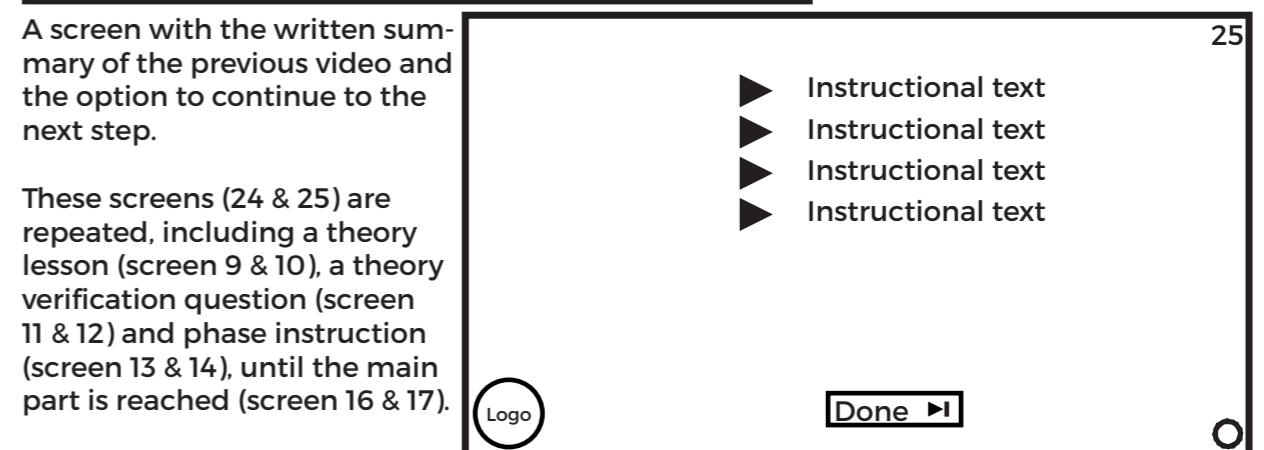 A screen with the written sum-
mary of the previous video and
the option to continue to the
next step.
These screens (24 & 25) are
repeated, including a theory
lesson (screen 9 & 10), a theory
verification question (screen
11 & 12) and phase instruction
(screen 13 & 14), until the main
part is reached (screen 16 & 17).
25
Instructional text
Instructional text
Instructional text
Instructional text
Logo
Done